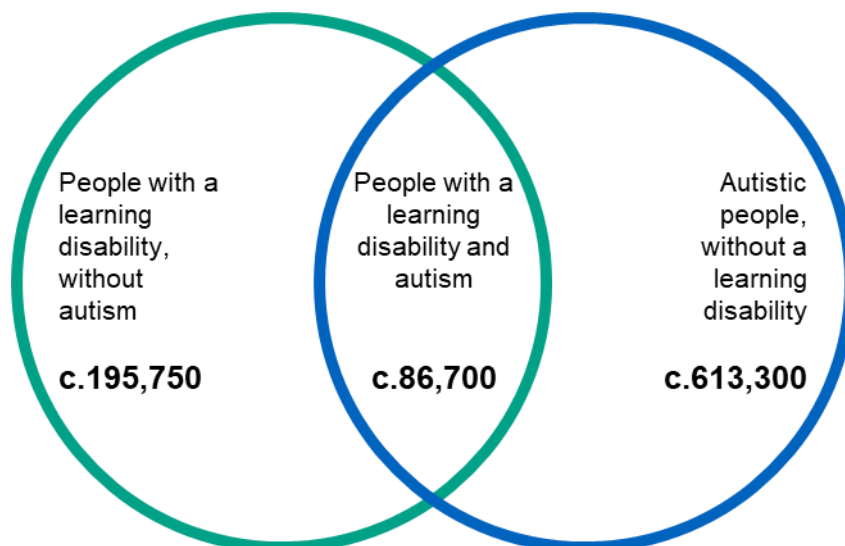 People with a
learning
disability,
without
autism
c.195,750
People with a
learning
disability and
autism
c.86,700
Autistic
people,
without a
learning
disability
c.613,300